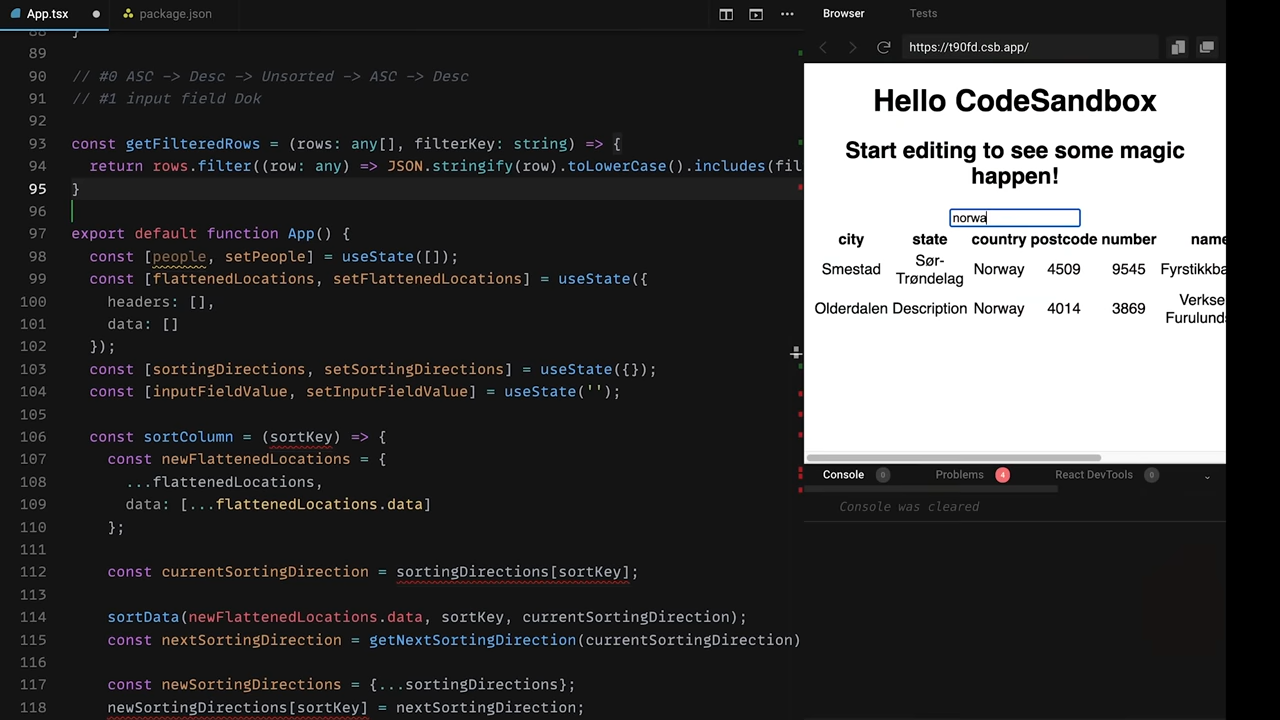 App.tsx
package.json
88 }
89
90 // #0 ASC -> Desc -> Unsorted -> ASC -> Desc
91 // #1 input field Dok
92
93 const getFilteredRows = (rows: any[], filterKey: string) => {
94 return rows.filter((row: any) => JSON.stringify(row).toLowerCase().includes(fil
95 }
96
97 export default function App() {
98 const [people, setPeople] = useState([]);
99 const [flattenedLocations, setFlattenedLocations] = useState({
100 headers: [],
101 data: []
102 });
103 const [sortingDirections, setSortingDirections] = useState({});
104 const [inputFieldValue, setInputFieldValue] = useState('');
105
106 const sortColumn = (sortKey) => {
107 const newFlattenedLocations = {
108 ...flattenedLocations,
109 data: [...flattenedLocations.data]
110 };
111
112 const currentSortingDirection = sortingDirections[sortKey];
113
114 sortData(newFlattenedLocations.data, sortKey, currentSortingDirection);
115 const nextSortingDirection = getNextSortingDirection(currentSortingDirection)
116
117 const newSortingDirections = {...sortingDirections};
118 newSortingDirections[sortKey] = nextSortingDirection;
Browser Tests
https://t90fd.csb.app/
Hello CodeSandbox
Start editing to see some magic
happen!
norwa
city state country postcode number name
Smestad Sør-Trøndelag Norway 4509 9545 Fyrstikkba
Olderdalen Description Norway 4014 3869 Verkse Furulunds
Console 0 Problems 4 React DevTools 0
Console was cleared